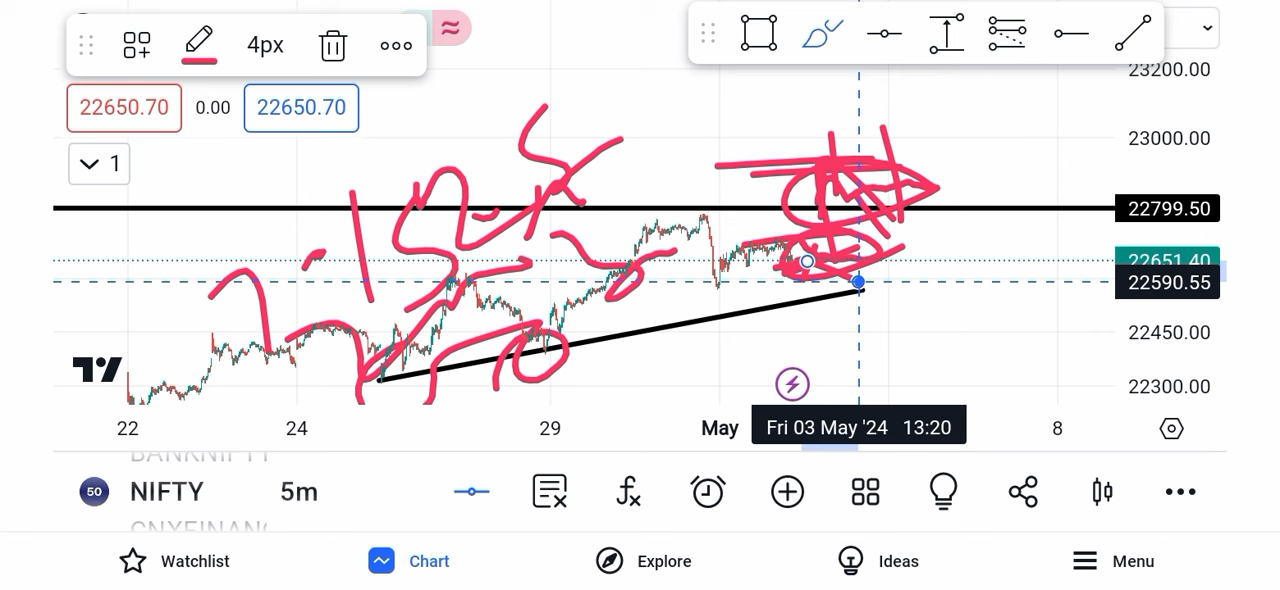 4px
22650.70 0.00 22650.70
1
23200.00
23000.00
22799.50
22651.40
22590.55
22450.00
22300.00
22 24 29 May Fri 03 May '24 13:20 8
BANKNIFTY
50 NIFTY 5m
Watchlist Chart Explore Ideas Menu